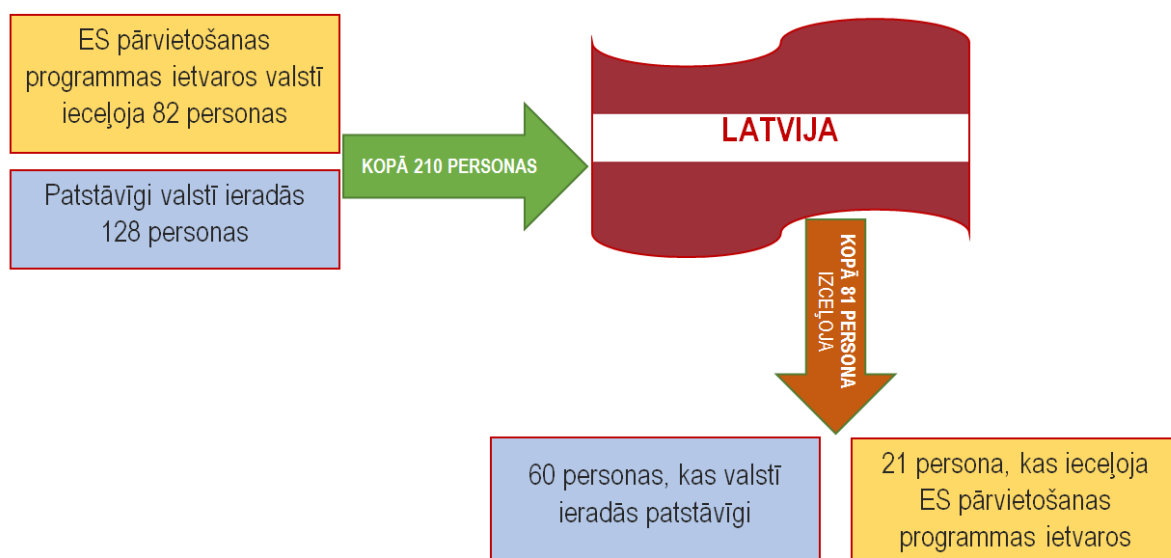 ES pārvietošanas
programmas ietvaros valstī
ieceļoja 82 personas
Patstāvīgi valstī ieradās
128 personas
KOPĀ 210 PERSONAS
LATVIJA
KOPĀ 81 PERSONA
IZCEĻOJA
60 personas, kas valstī
ieradās patstāvīgi
21 persona, kas ieceļoja
ES pārvietošanas
programmas ietvaros